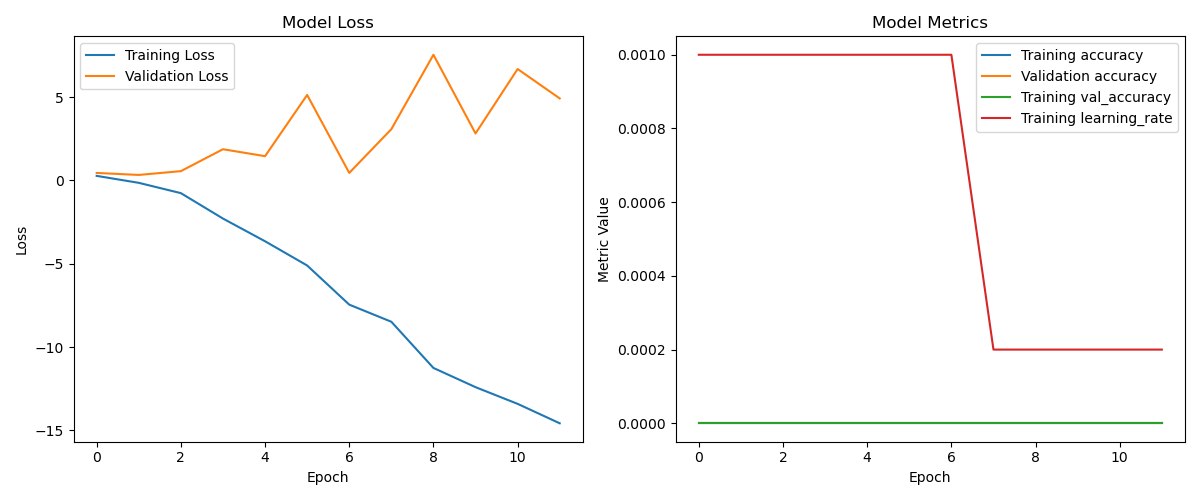 Model Loss
Training Loss
Validation Loss
5
0
−5
−10
−15
Loss
0 2 4 6 8 10
Epoch
Model Metrics
Training accuracy
Validation accuracy
Training val_accuracy
Training learning_rate
0.0010
0.0008
0.0006
0.0004
0.0002
0.0000
Metric Value
0 2 4 6 8 10
Epoch